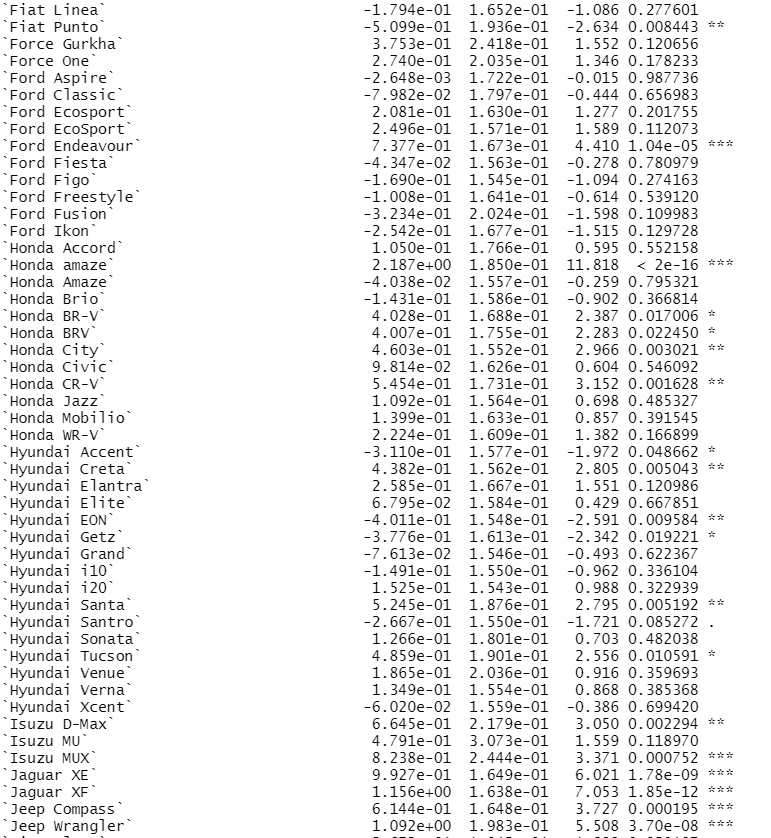 `Fiat Linea` -1.794e-01 1.652e-01 -1.086 0.277601
`Fiat Punto` -5.099e-01 1.936e-01 -2.634 0.008443 **
`Force Gurkha` 3.753e-01 2.418e-01 1.552 0.120656
`Force One` 2.740e-01 2.035e-01 1.346 0.178233
`Ford Aspire` -2.648e-03 1.722e-01 -0.015 0.987736
`Ford Classic` -7.982e-02 1.797e-01 -0.444 0.656983
`Ford Ecosport` 2.081e-01 1.630e-01 1.277 0.201755
`Ford EcoSport` 2.496e-01 1.571e-01 1.589 0.112073
`Ford Endeavour` 7.377e-01 1.673e-01 4.410 1.04e-05 ***
`Ford Fiesta` -4.347e-02 1.563e-01 -0.278 0.780979
`Ford Figo` -1.690e-01 1.545e-01 -1.094 0.274163
`Ford Freestyle` -1.008e-01 1.641e-01 -0.614 0.539120
`Ford Fusion` -3.234e-01 2.024e-01 -1.598 0.109983
`Ford Ikon` -2.542e-01 1.677e-01 -1.515 0.129728
`Honda Accord` 1.050e-01 1.766e-01 0.595 0.552158
`Honda amaze` 2.187e+00 1.850e-01 11.818 < 2e-16 ***
`Honda Amaze` -4.038e-02 1.557e-01 -0.259 0.795321
`Honda Brio` -1.431e-01 1.586e-01 -0.902 0.366814
`Honda BR-V` 4.028e-01 1.688e-01 2.387 0.017006 *
`Honda BRV` 4.007e-01 1.755e-01 2.283 0.022450 *
`Honda City` 4.603e-01 1.552e-01 2.966 0.003021 **
`Honda Civic` 9.814e-02 1.626e-01 0.604 0.546092
`Honda CR-V` 5.454e-01 1.731e-01 3.152 0.001628 **
`Honda Jazz` 1.092e-01 1.564e-01 0.698 0.485327
`Honda Mobilio` 1.399e-01 1.633e-01 0.857 0.391545
`Honda WR-V` 2.224e-01 1.609e-01 1.382 0.166899
`Hyundai Accent` -3.110e-01 1.577e-01 -1.972 0.048662 *
`Hyundai Creta` 4.382e-01 1.562e-01 2.805 0.005043 **
`Hyundai Elantra` 2.585e-01 1.667e-01 1.551 0.120986
`Hyundai Elite` 6.795e-02 1.584e-01 0.429 0.667851
`Hyundai EON` -4.011e-01 1.548e-01 -2.591 0.009584 **
`Hyundai Getz` -3.776e-01 1.613e-01 -2.342 0.019221 *
`Hyundai Grand` -7.613e-02 1.546e-01 -0.493 0.622367
`Hyundai i10` -1.491e-01 1.550e-01 -0.962 0.336104
`Hyundai i20` 1.525e-01 1.543e-01 0.988 0.322939
`Hyundai Santa` 5.245e-01 1.876e-01 2.795 0.005192 **
`Hyundai Santro` -2.667e-01 1.550e-01 -1.721 0.085272 .
`Hyundai Sonata` 1.266e-01 1.801e-01 0.703 0.482038
`Hyundai Tucson` 4.859e-01 1.901e-01 2.556 0.010591 *
`Hyundai Venue` 1.865e-01 2.036e-01 0.916 0.359693
`Hyundai Verna` 1.349e-01 1.554e-01 0.868 0.385368
`Hyundai Xcent` -6.020e-02 1.559e-01 -0.386 0.699420
`Isuzu D-Max` 6.645e-01 2.179e-01 3.050 0.002294 **
`Isuzu MU` 4.791e-01 3.073e-01 1.559 0.118970
`Isuzu MUX` 8.238e-01 2.444e-01 3.371 0.000752 ***
`Jaguar XE` 9.927e-01 1.649e-01 6.021 1.78e-09 ***
`Jaguar XF` 1.156e+00 1.638e-01 7.053 1.85e-12 ***
`Jeep Compass` 6.144e-01 1.648e-01 3.727 0.000195 ***
`Jeep Wrangler` 1.092e+00 1.983e-01 5.508 3.70e-08 ***